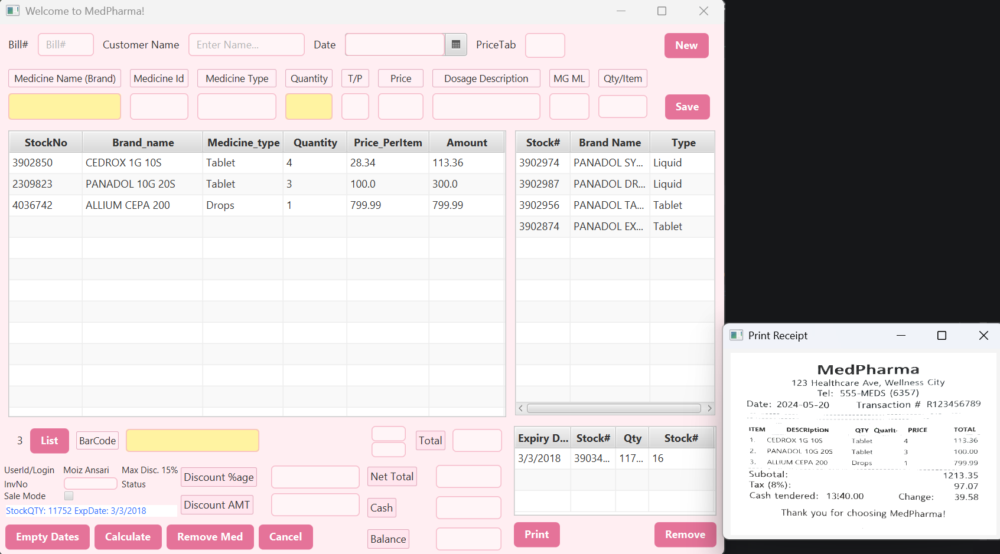 Welcome to MedPharma!
Bill# Bill# Customer Name Enter Name... Date PriceTab New
Medicine Name (Brand) Medicine Id Medicine Type Quantity T/P Price Dosage Description MG ML Qty/Item
Save
StockNo Brand_name Medicine_type Quantity Price_PerItem Amount
3902850 CEDROX 1G 10S Tablet 4 28.34 113.36
2309823 PANADOL 10G 20S Tablet 3 100.0 300.0
4036742 ALLIUM CEPA 200 Drops 1 799.99 799.99
Stock# Brand Name Type
3902974 PANADOL SY... Liquid
3902987 PANADOL DR... Liquid
3902956 PANADOL TA... Tablet
3902874 PANADOL EX... Tablet
3 List BarCode Total
UserId/Login Moiz Ansari Max Disc. 15%
InvNo Status
Sale Mode
StockQTY: 11752 ExpDate: 3/3/2018
Discount %age Net Total
Discount AMT Cash
Balance
Empty Dates Calculate Remove Med Cancel
Expiry D... Stock# Qty Stock#
3/3/2018 39034... 117... 16
Print Remove
Print Receipt
MedPharma
123 Healthcare Ave, Wellness City
Tel: 555-MEDS (6357)
Date: 2024-05-20 Transaction # R123456789
ITEM DESCRIPtION QTY Quarit: PRICE TOTAL
1. CEDROX 1G 10S Tablet 4 113.36
2. PANADOL 10G 20S Tablet 3 100.00
3. ALLIUM CEPA 200 Drops 1 799.99
Subotal: 1213.35
Tax (8%): 97.07
Cash tendered: 13!40.00 Change: 39.58
Thank you for choosing MedPharma!